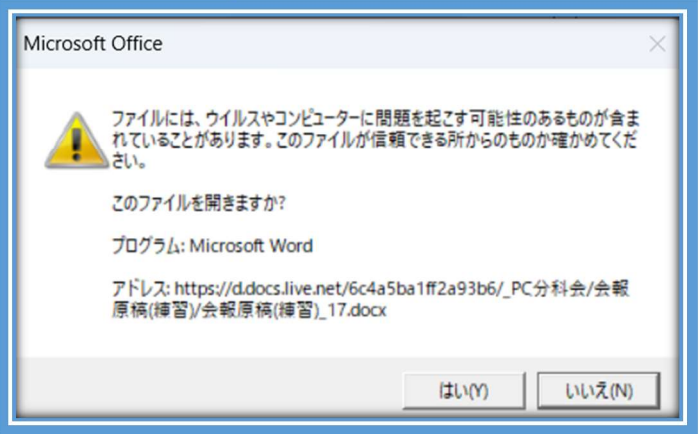 Microsoft Office
ファイルには、ウイルスやコンピューターに問題を起こす可能性のあるものが含ま
れていることがあります。このファイルが信頼できる所からのものか確かめてくだ
さい。
このファイルを開きますか?
プログラム: Microsoft Word
アドレス: https://d.docs.live.net/6c4a5ba1ff2a93b6/_PC分科会/会報
原稿(練習)/会報原稿(練習)_17.docx
はい(Y)
いいえ(N)